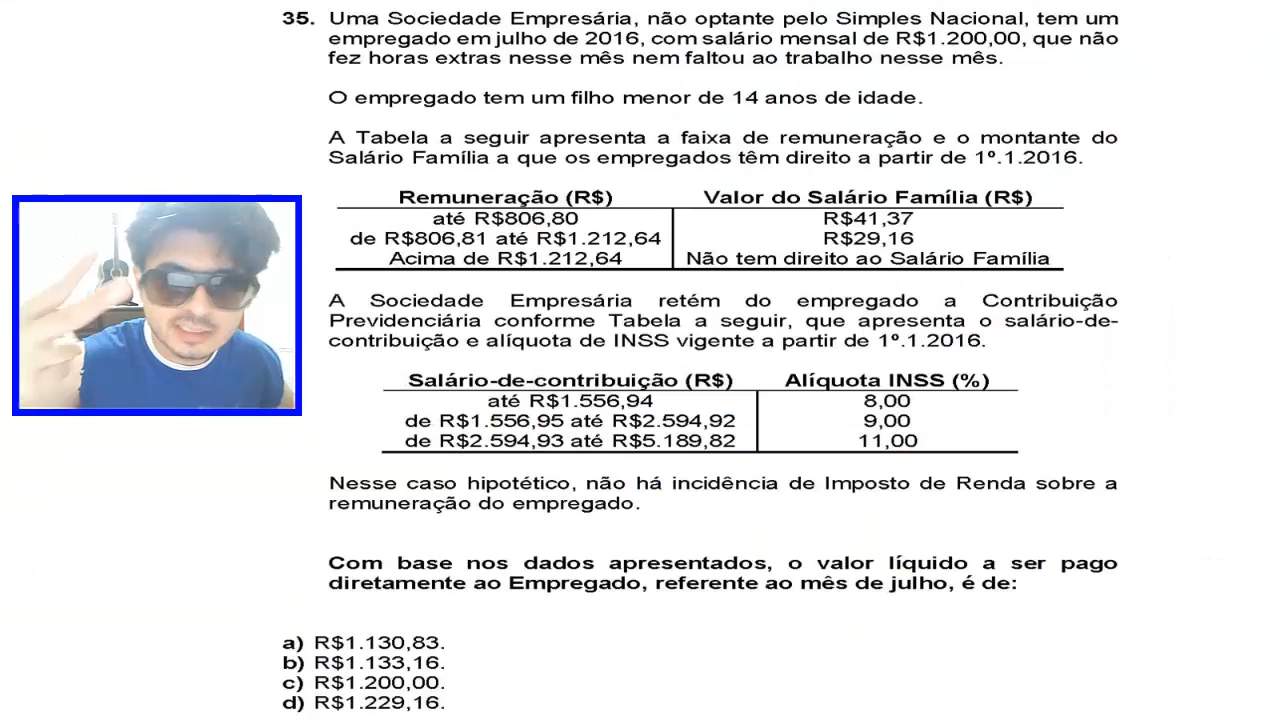 35. Uma Sociedade Empresária, não optante pelo Simples Nacional, tem um
empregado em julho de 2016, com salário mensal de R$1.200,00, que não
fez horas extras nesse mês nem faltou ao trabalho nesse mês.
O empregado tem um filho menor de 14 anos de idade.
A Tabela a seguir apresenta a faixa de remuneração e o montante do
Salário Família a que os empregados têm direito a partir de 1º.1.2016.
Remuneração (R$) Valor do Salário Família (R$)
até R$806,80 R$41,37
de R$806,81 até R$1.212,64 R$29,16
Acima de R$1.212,64 Não tem direito ao Salário Família
A Sociedade Empresária retém do empregado a Contribuição
Previdenciária conforme Tabela a seguir, que apresenta o salário-de-
contribuição e alíquota de INSS vigente a partir de 1º.1.2016.
Salário-de-contribuição (R$) Alíquota INSS (%)
até R$1.556,94 8,00
de R$1.556,95 até R$2.594,92 9,00
de R$2.594,93 até R$5.189,82 11,00
Nesse caso hipotético, não há incidência de Imposto de Renda sobre a
remuneração do empregado.
Com base nos dados apresentados, o valor líquido a ser pago
diretamente ao Empregado, referente ao mês de julho, é de:
a) R$1.130,83.
b) R$1.133,16.
c) R$1.200,00.
d) R$1.229,16.